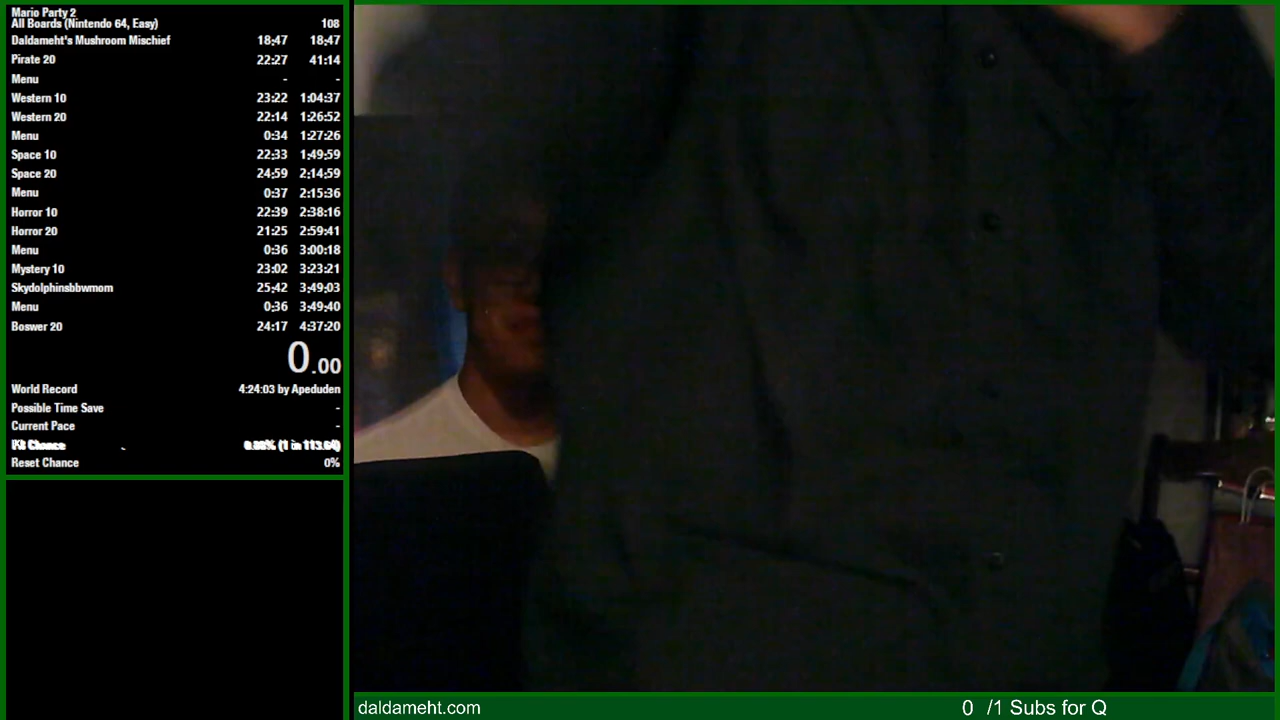 Mario Party 2
All Boards (Nintendo 64, Easy) 108
Daldameht's Mushroom Mischief 18;47 18;47
Pirate 20 22:27 41:14
Menu - -
Western 10 23:22 1:04:37
Western 20 22:14 1:26:52
Menu 0:34 1:27:26
Space 10 22:33 1;49;59
Space 20 24;59 2;14;59
Menu 0:37 2:15:36
Horror 10 22:39 2:38:16
Horror 20 21:25 2:59:41
Menu 0:36 3:00:18
Mystery 10 23:02 3:23:21
Skydolphinsbbwmom 25;42 3;49;03
Menu 0:36 3;49;40
Boswer 20 24:17 4:37:20
0.00
World Record 4:24:03 by Apeduden
Possible Time Save -
Current Pace -
Chance (1 in 113.64)
Reset Chance 0%
daldameht.com 0 /1 Subs for Q